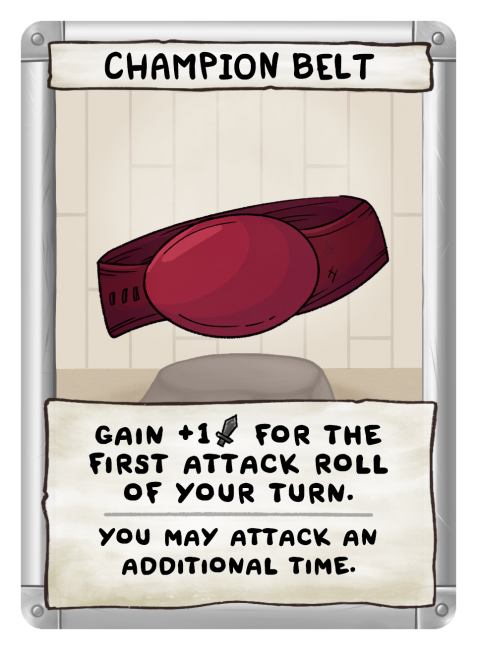 CHAMPION BELT
GAIN +1 FOR THE
FIRST ATTACK ROLL
OF YOUR TURN.
YOU MAY ATTACK AN
ADDITIONAL TIME.